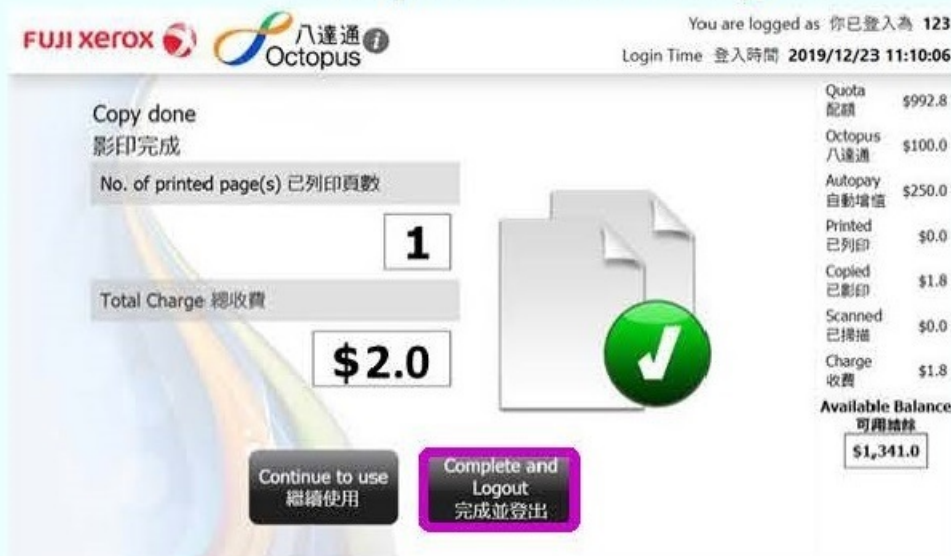 FUJI xerox
八達通
Octopus
You are logged as 你已登入為 123
Login Time 登入時間 2019/12/23 11:10:06
Copy done
影印完成
No. of printed page(s) 已列印頁數
1
Total Charge 總收費
$2.0
Continue to use
繼續使用
Complete and
Logout
完成並登出
Quota
配額
$992.8
Octopus
八達通
$100.0
Autopay
自動增值
$250.0
Printed
已列印
$0.0
Copied
已影印
$1.8
Scanned
已掃描
$0.0
Charge
收費
$1.8
Available Balance
可用結餘
$1,341.0